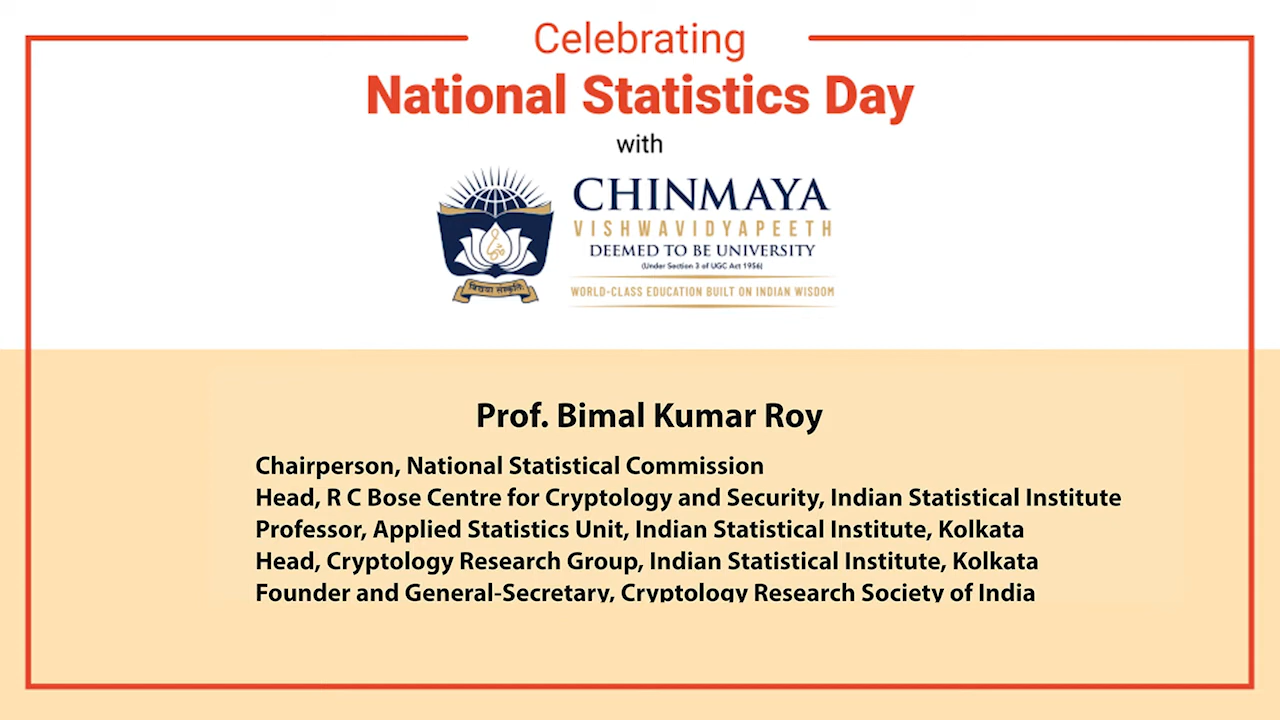 Celebrating
National Statistics Day
with
CHINMAYA
VISHWAVIDYAPEETH
DEEMED TO BE UNIVERSITY
(Under Section 3 of UGC Act 1956)
WORLD-CLASS EDUCATION BUILT ON INDIAN WISDOM
विद्यया संस्कृतिः
Prof. Bimal Kumar Roy
Chairperson, National Statistical Commission
Head, R C Bose Centre for Cryptology and Security, Indian Statistical Institute
Professor, Applied Statistics Unit, Indian Statistical Institute, Kolkata
Head, Cryptology Research Group, Indian Statistical Institute, Kolkata
Founder and General-Secretary, Cryptology Research Society of India